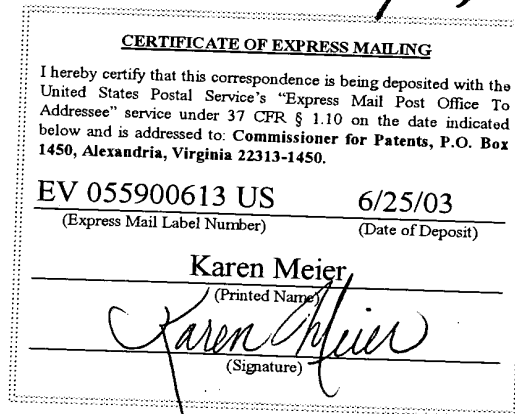 CERTIFICATE OF EXPRESS MAILING
I hereby certify that this correspondence is being deposited with the
United States Postal Service's “Express Mail Post Office To
Addressee” service under 37 CFR § 1.10 on the date indicated
below and is addressed to: Commissioner for Patents, P.O. Box
1450, Alexandria, Virginia 22313-1450.
EV 055900613 US 6/25/03
(Express Mail Label Number) (Date of Deposit)
Karen Meier
(Printed Name)
Karen Meier
(Signature)